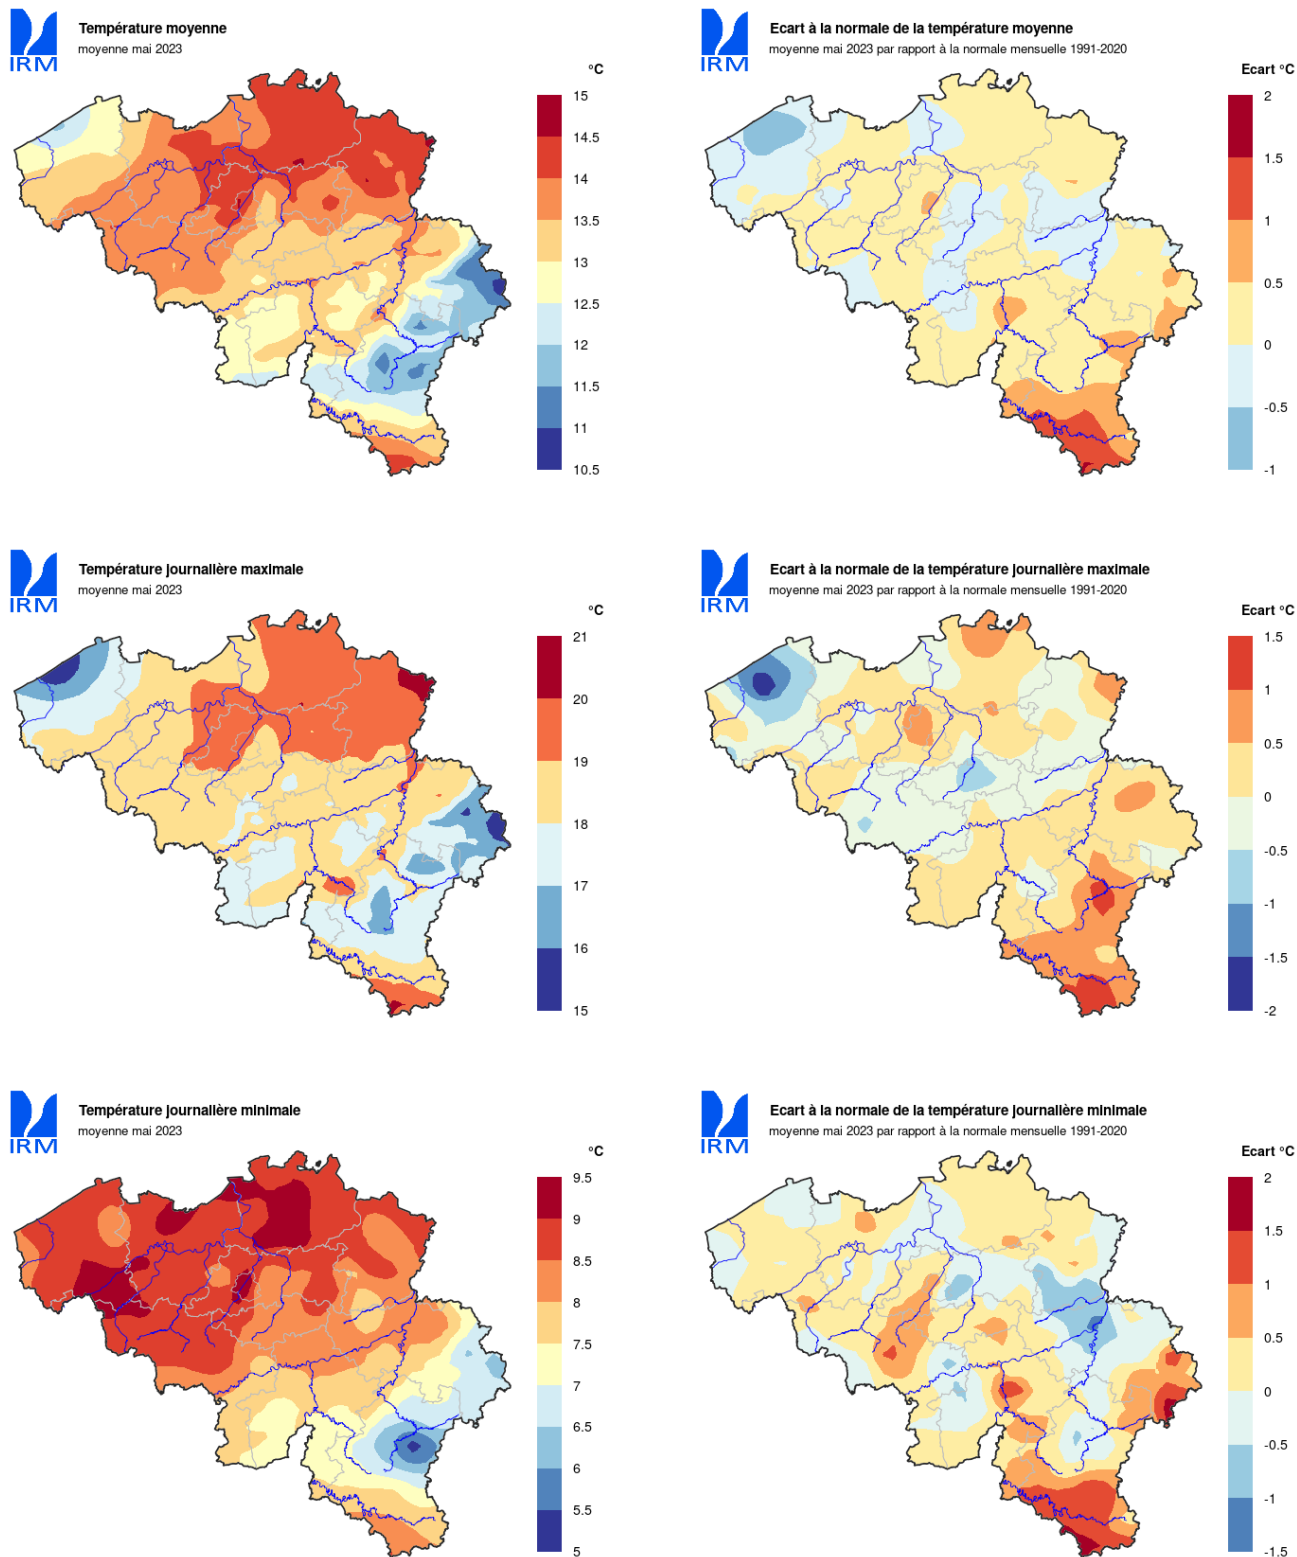 IRM
Température moyenne
moyenne mai 2023
°C
15
14.5
14
13.5
13
12.5
12
11.5
11
10.5
IRM
Ecart à la normale de la température moyenne
moyenne mai 2023 par rapport à la normale mensuelle 1991-2020
Ecart °C
2
1.5
1
0.5
0
-0.5
-1
IRM
Température journalière maximale
moyenne mai 2023
°C
21
20
19
18
17
16
15
IRM
Ecart à la normale de la température journalière maximale
moyenne mai 2023 par rapport à la normale mensuelle 1991-2020
Ecart °C
1.5
1
0.5
0
-0.5
-1
-1.5
-2
IRM
Température journalière minimale
moyenne mai 2023
°C
9.5
9
8.5
8
7.5
7
6.5
6
5.5
5
IRM
Ecart à la normale de la température journalière minimale
moyenne mai 2023 par rapport à la normale mensuelle 1991-2020
Ecart °C
2
1.5
1
0.5
0
-0.5
-1
-1.5